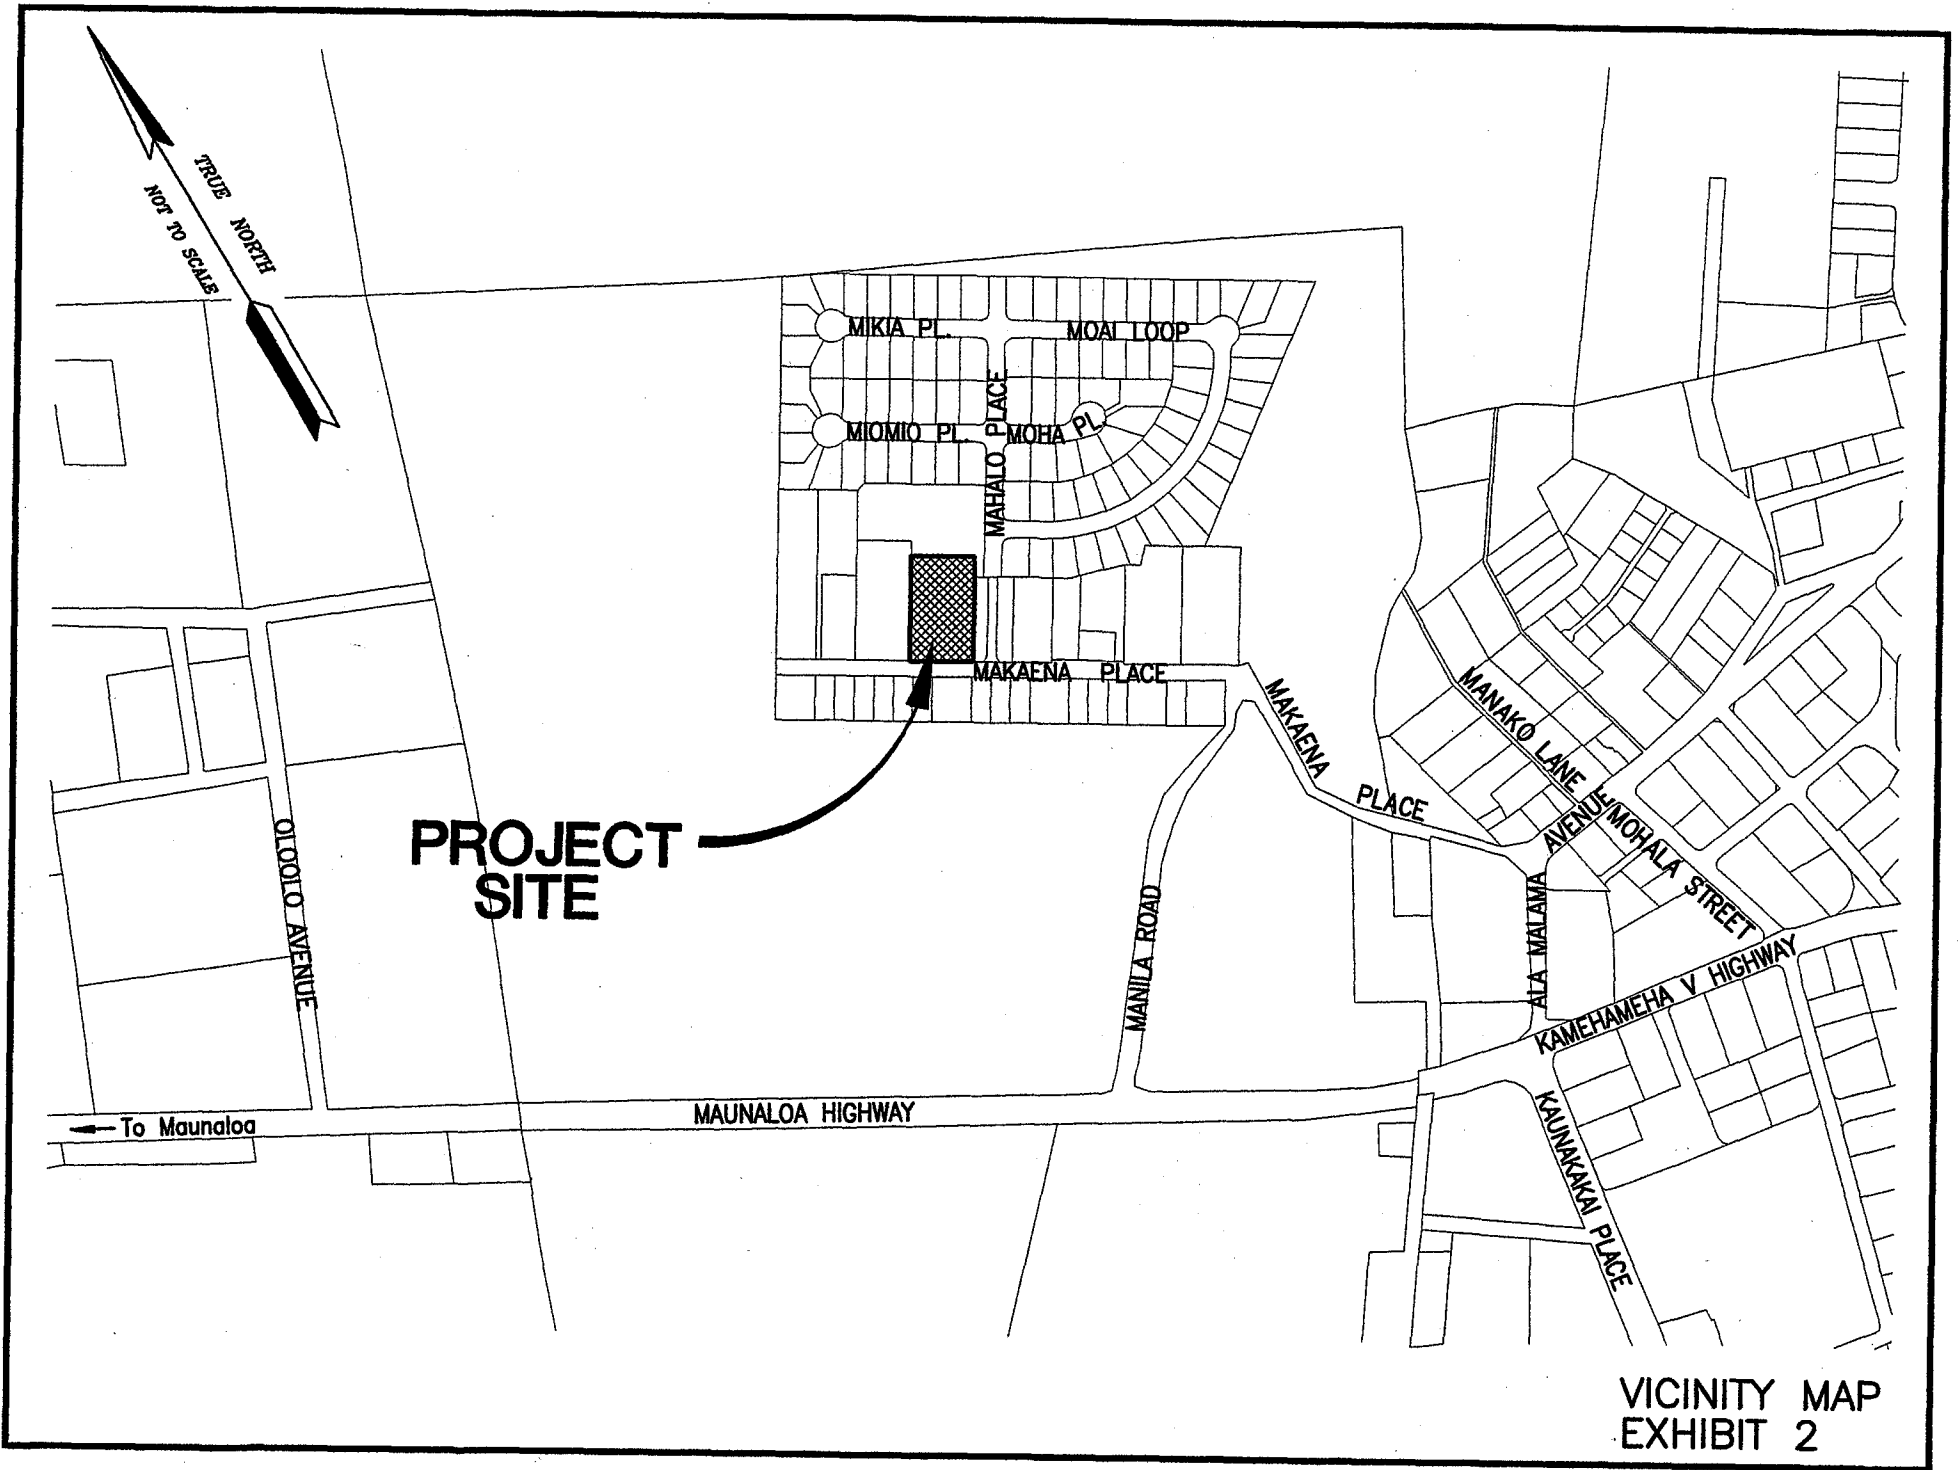 TRUE NORTH
NOT TO SCALE
MIKIA PL.
MOAI LOOP
MIOMIO PL.
MAHALO PLACE
MOHA PL.
MAKAENA PLACE
MAKAENA PLACE
MANAKO LANE
PROJECT
SITE
OLOOLO AVENUE
MANILA ROAD
ALA MALAMA AVENUE
MOHALA STREET
KAMEHAMEHA V HIGHWAY
KAUNAKAKAI PLACE
MAUNALOA HIGHWAY
To Maunaloa
VICINITY MAP
EXHIBIT 2